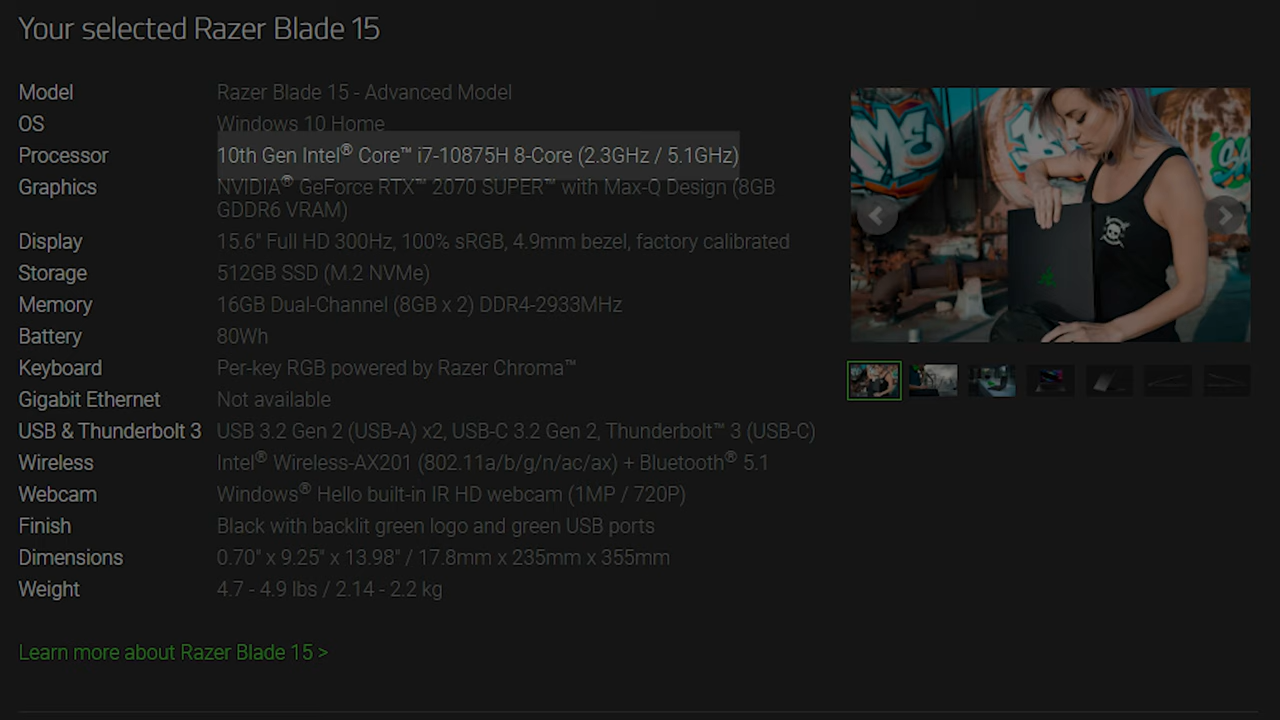 Your selected Razer Blade 15
Model Razer Blade 15 - Advanced Model
OS Windows 10 Home
Processor 10th Gen Intel® Core™ i7-10875H 8-Core (2.3GHz / 5.1GHz)
Graphics NVIDIA® GeForce RTX™ 2070 SUPER™ with Max-Q Design (8GB
GDDR6 VRAM)
Display 15.6" Full HD 300Hz, 100% sRGB, 4.9mm bezel, factory calibrated
Storage 512GB SSD (M.2 NVMe)
Memory 16GB Dual-Channel (8GB x 2) DDR4-2933MHz
Battery 80Wh
Keyboard Per-key RGB powered by Razer Chroma™
Gigabit Ethernet Not available
USB & Thunderbolt 3 USB 3.2 Gen 2 (USB-A) x2, USB-C 3.2 Gen 2, Thunderbolt™ 3 (USB-C)
Wireless Intel® Wireless-AX201 (802.11a/b/g/n/ac/ax) + Bluetooth® 5.1
Webcam Windows® Hello built-in IR HD webcam (1MP / 720P)
Finish Black with backlit green logo and green USB ports
Dimensions 0.70" x 9.25" x 13.98" / 17.8mm x 235mm x 355mm
Weight 4.7 - 4.9 lbs / 2.14 - 2.2 kg
Learn more about Razer Blade 15 >